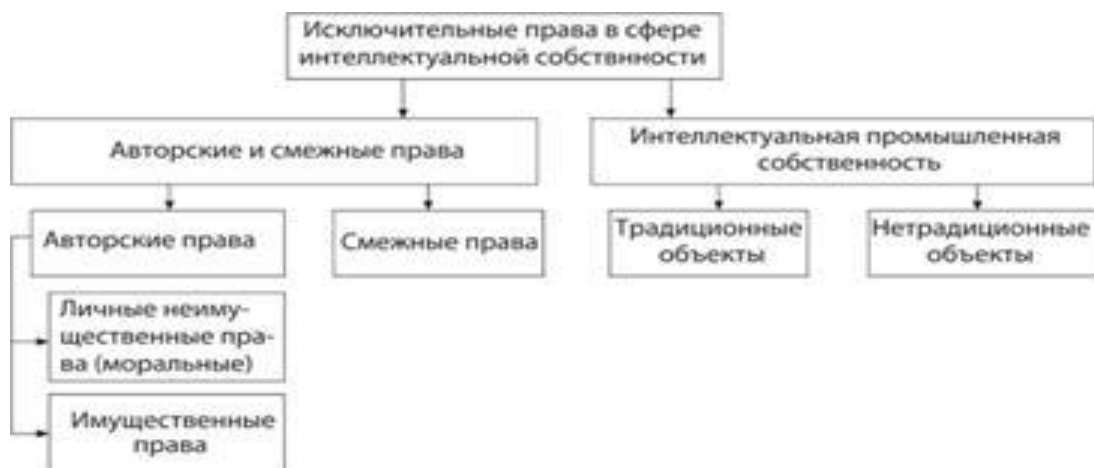 Исключительные права в сфере
интеллектуальной собствнности
Авторские и смежные права
Интеллектуальная промышленная
собственность
Авторские права
Смежные права
Традиционные
объекты
Нетрадиционные
объекты
Личные неиму-
щественные пра-
ва (моральные)
Имущественные
права